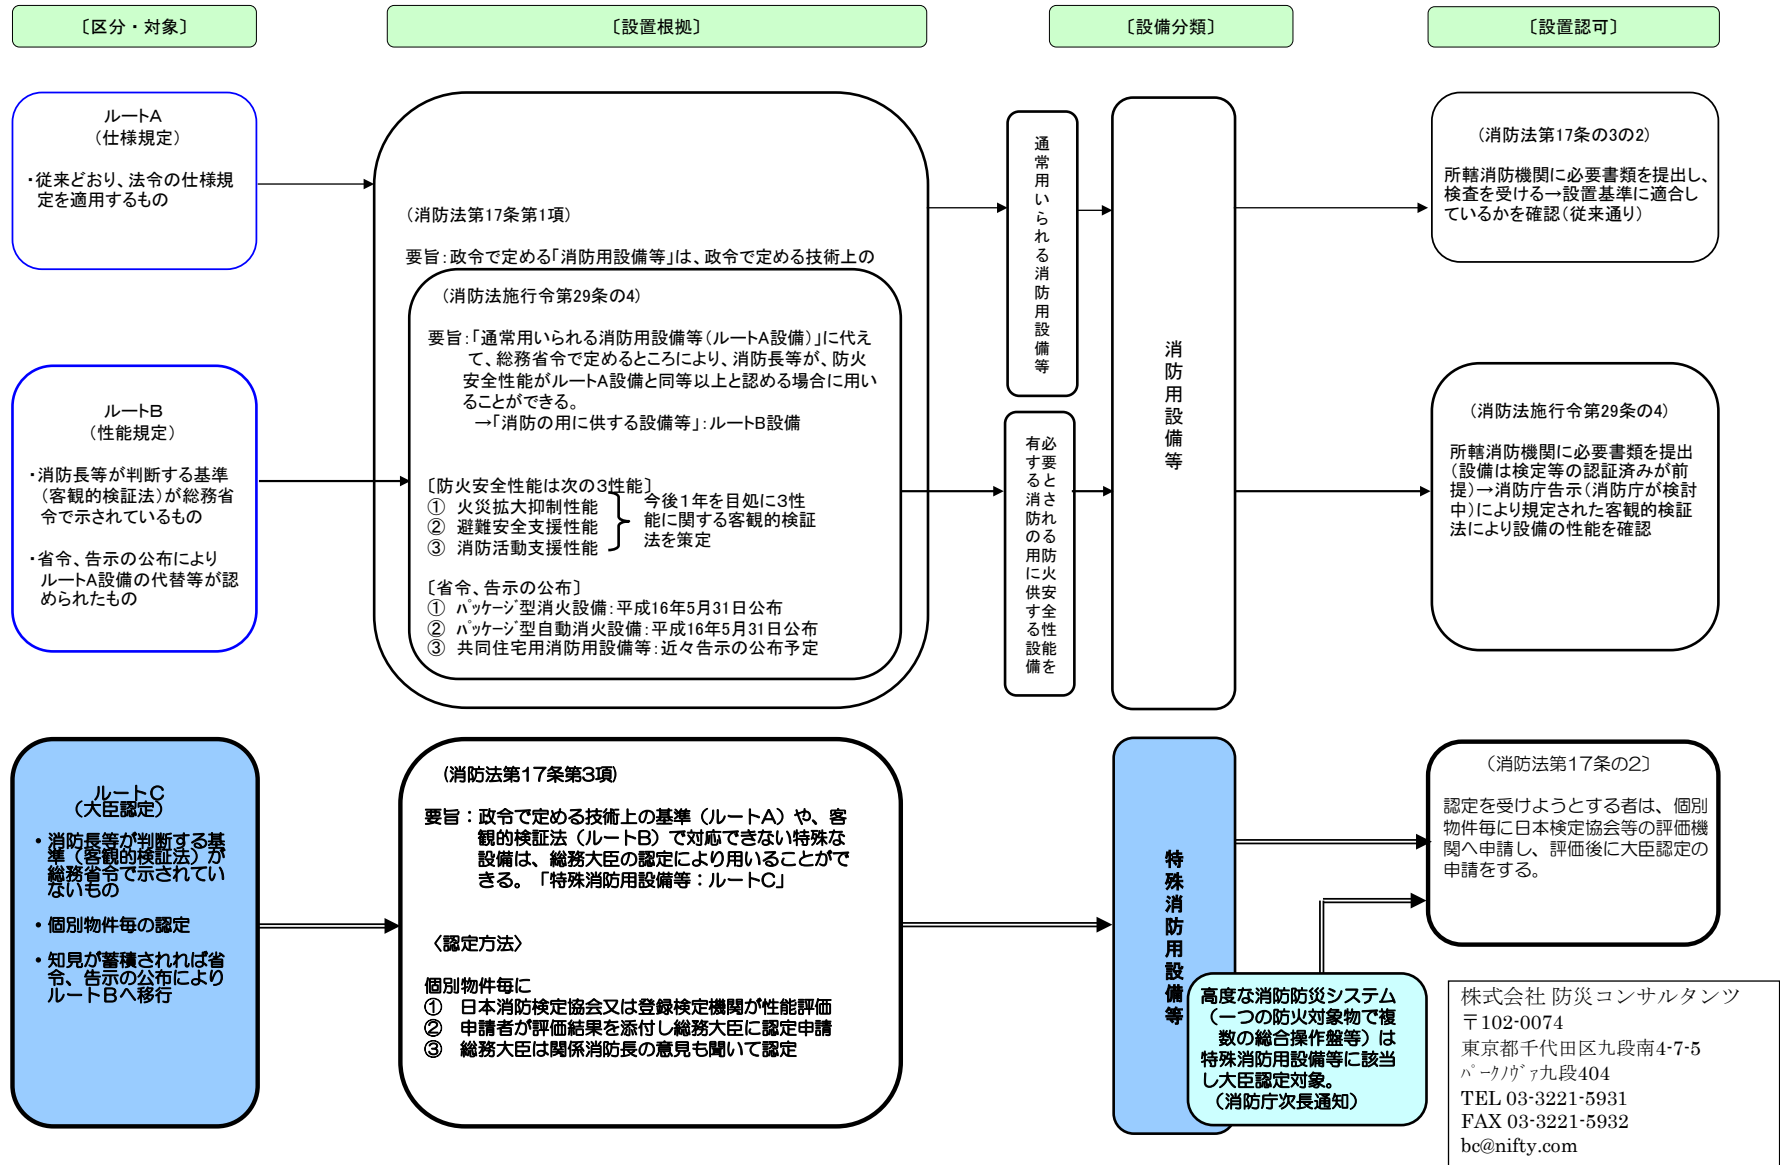 〔区分・対象〕
〔設置根拠〕
〔設備分類〕
〔設置認可〕
ルートA
(仕様規定)
・従来どおり、法令の仕様規
定を適用するもの
(消防法第17条第1項)
要旨:政令で定める「消防用設備等」は、政令で定める技術上の
(消防法施行令第29条の4)
要旨:「通常用いられる消防用設備等(ルートA設備)」に代え
て、総務省令で定めるところにより、消防長等が、防火
安全性能がルートA設備と同等以上と認める場合に用い
ることができる。
→「消防の用に供する設備等」:ルートB設備
〔防火安全性能は次の3性能〕
① 火災拡大抑制性能
② 避難安全支援性能
③ 消防活動支援性能
今後1年を目処に3性
能に関する客観的検証
法を策定
〔省令、告示の公布〕
① パッケージ型消火設備:平成16年5月31日公布
② パッケージ型自動消火設備:平成16年5月31日公布
③ 共同住宅用消防用設備等:近々告示の公布予定
通常用いられる消防用設備等
必要とされる防火安全性能を
有する消防の用に供する設備
消防用設備等
(消防法第17条の3の2)
所轄消防機関に必要書類を提出し、
検査を受ける→設置基準に適合し
ているかを確認(従来通り)
ルートB
(性能規定)
・消防長等が判断する基準
(客観的検証法)が総務省
令で示されているもの
・省令、告示の公布により
ルートA設備の代替等が認
められたもの
(消防法施行令第29条の4)
所轄消防機関に必要書類を提出
(設備は検定等の認証済みが前
提)→消防庁告示(消防庁が検討
中)により規定された客観的検証
法により設備の性能を確認
ルートC
(大臣認定)
・消防長等が判断する基
準(客観的検証法)が
総務省令で示されてい
ないもの
・個別物件毎の認定
・知見が蓄積されれば省
令、告示の公布により
ルートBへ移行
(消防法第17条第3項)
要旨:政令で定める技術上の基準(ルートA)や、客
観的検証法(ルートB)で対応できない特殊な
設備は、総務大臣の認定により用いることがで
きる。「特殊消防用設備等:ルートC」
〈認定方法〉
個別物件毎に
① 日本消防検定協会又は登録検定機関が性能評価
② 申請者が評価結果を添付し総務大臣に認定申請
③ 総務大臣は関係消防長の意見も聞いて認定
特殊消防用設備等
(消防法第17条の2〕
認定を受けようとする者は、個別
物件毎に日本検定協会等の評価機
関へ申請し、評価後に大臣認定の
申請をする。
高度な消防防災システム
(一つの防火対象物で複
数の総合操作盤等)は
特殊消防用設備等に該当
し大臣認定対象。
(消防庁次長通知)
株式会社 防災コンサルタンツ
〒102-0074
東京都千代田区九段南4-7-5
パークノヴァ九段404
TEL 03-3221-5931
FAX 03-3221-5932
bc@nifty.com